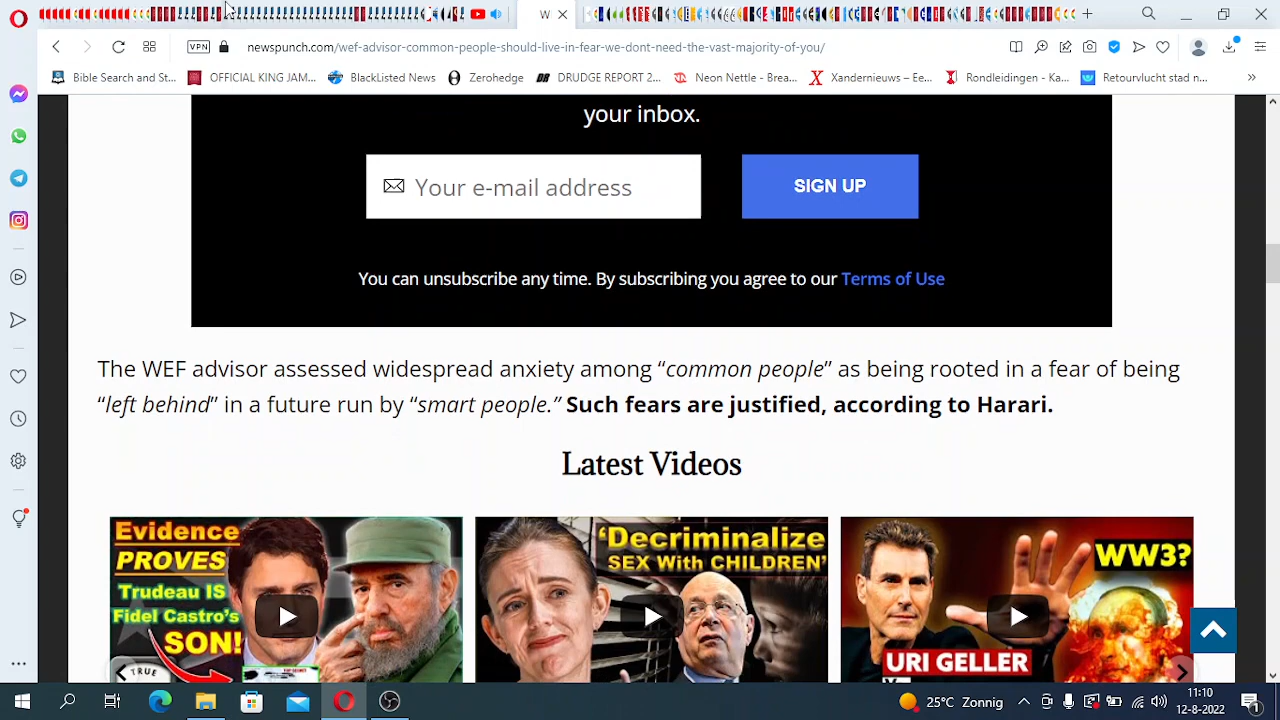 W
VPN
newspunch.com/wef-advisor-common-people-should-live-in-fear-we-dont-need-the-vast-majority-of-you/
Bible Search and St...
OFFICIAL KING JAM...
BlackListed News
ZeroHedge
DRUDGE REPORT 2...
Neon Nettle - Brea...
Xandernieuws – Ee...
Rondleidingen - Ka...
Retourvlucht stad n...
your inbox.
Your e-mail address
SIGN UP
You can unsubscribe any time. By subscribing you agree to our Terms of Use
The WEF advisor assessed widespread anxiety among “common people” as being rooted in a fear of being
“left behind” in a future run by “smart people.” Such fears are justified, according to Harari.
Latest Videos
Evidence
PROVES
Trudeau IS
Fidel Castro’s
SON!
TRUE
TOP SECRET
‘Decriminalize
SEX With CHILDREN’
WW3?
URI GELLER
25°C Zonnig
11:10
12-8-2022
1